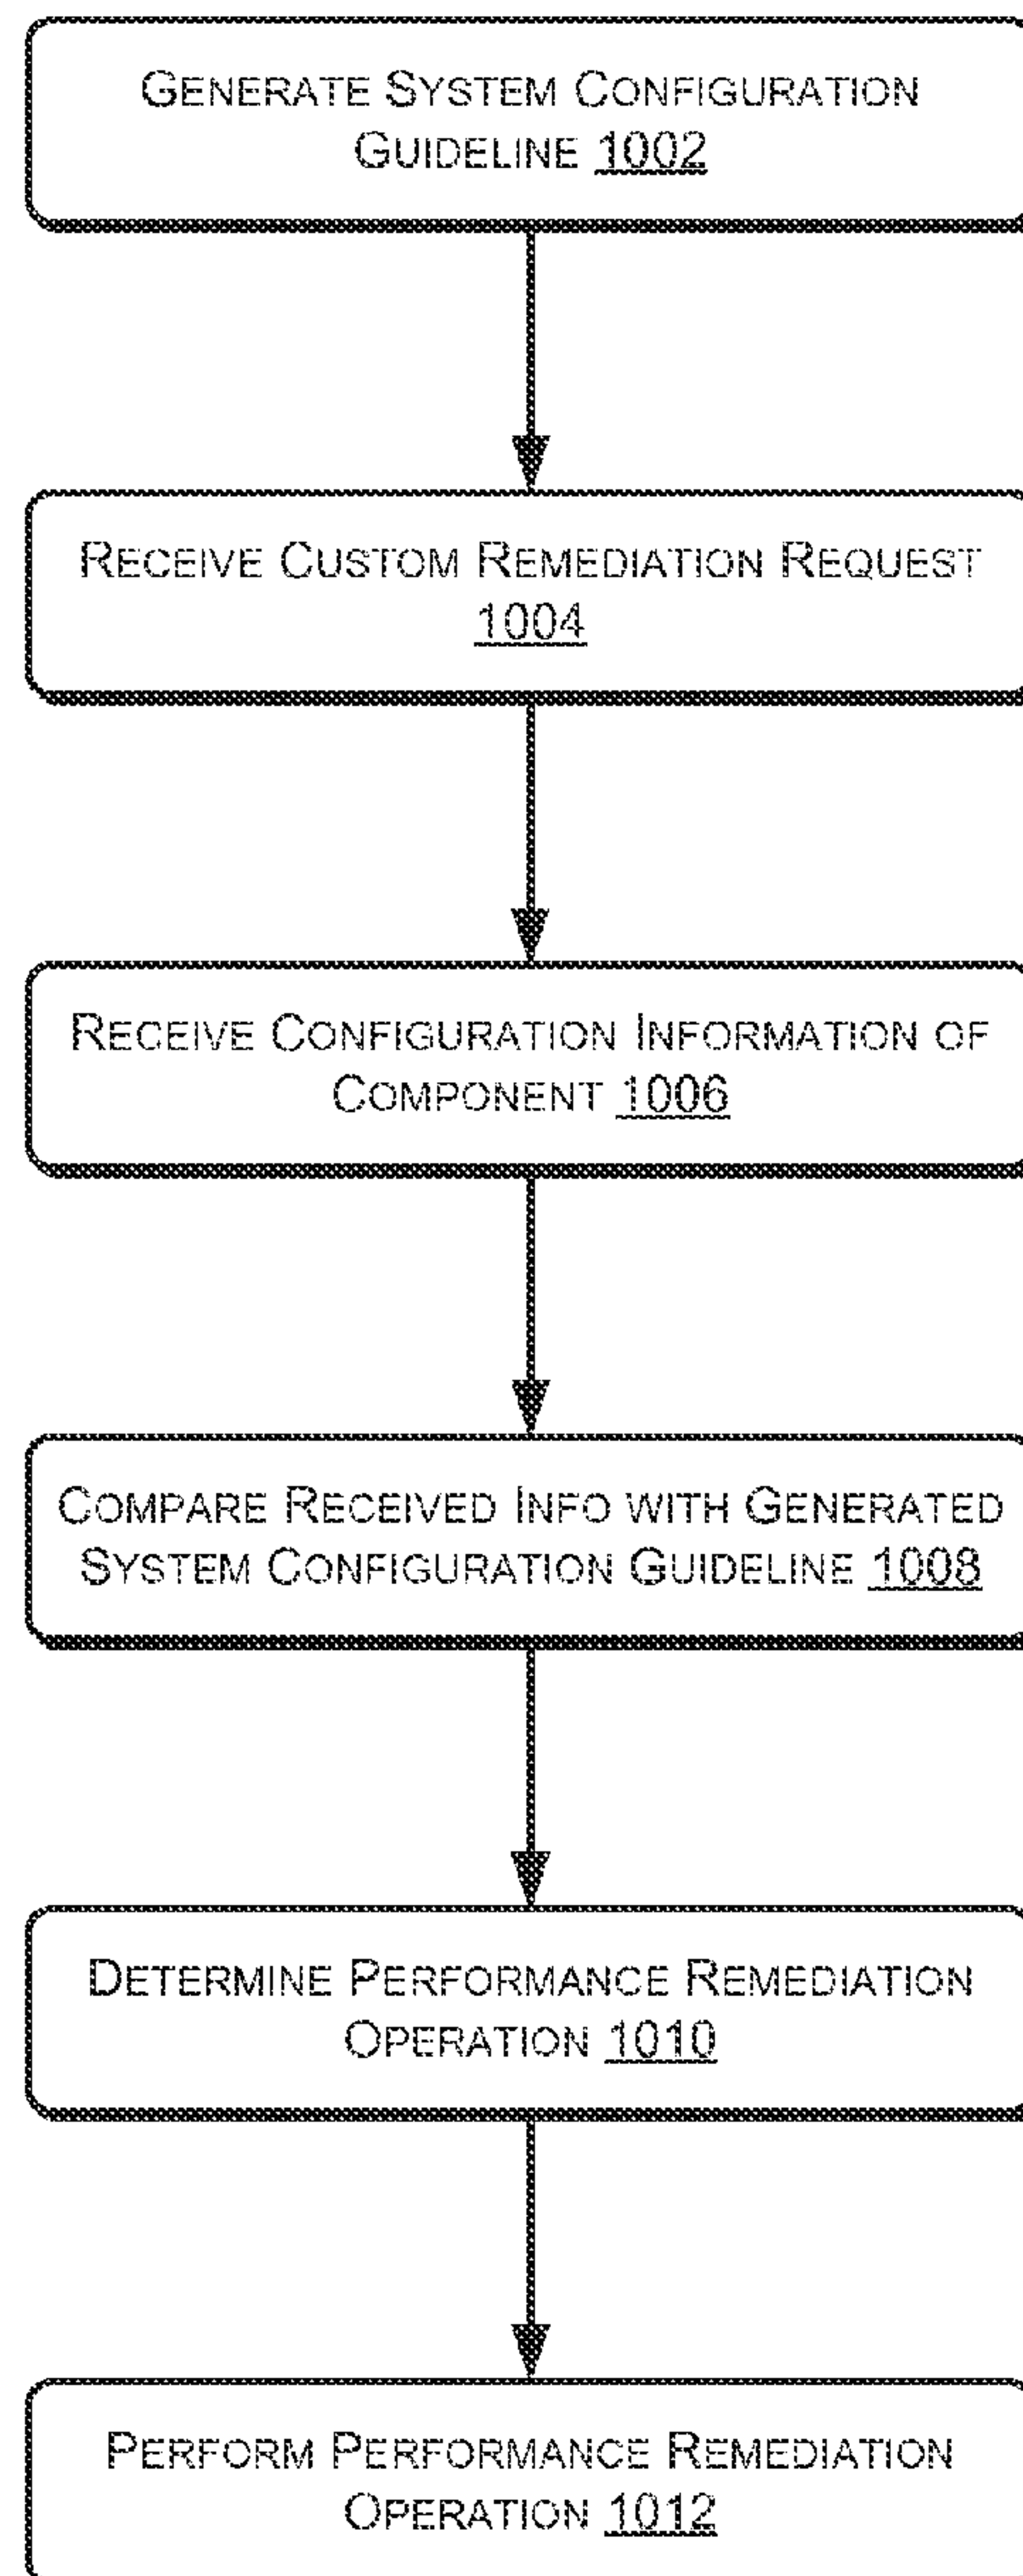 GENERATE SYSTEM CONFIGURATION
GUIDELINE 1002
RECEIVE CUSTOM REMEDIATION REQUEST
1004
RECEIVE CONFIGURATION INFORMATION OF
COMPONENT 1006
COMPARE RECEIVED INFO WITH GENERATED
SYSTEM CONFIGURATION GUIDELINE 1008
DETERMINE PERFORMANCE REMEDIATION
OPERATION 1010
PERFORM PERFORMANCE REMEDIATION
OPERATION 1012